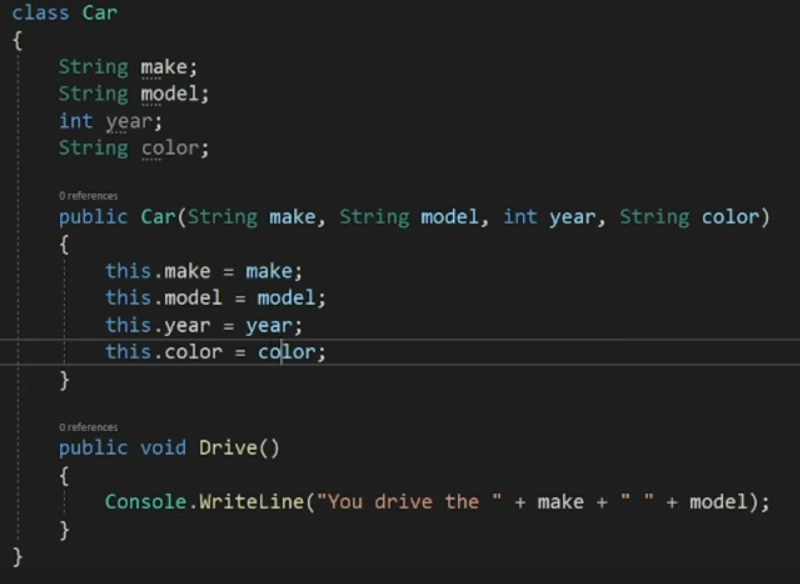 class Car
{
String make;
String model;
int year;
String color;
0 references
public Car(String make, String model, int year, String color)
{
this.make = make;
this.model = model;
this.year = year;
this.color = color;
}
0 references
public void Drive()
{
Console.WriteLine("You drive the " + make + " " + model);
}
}